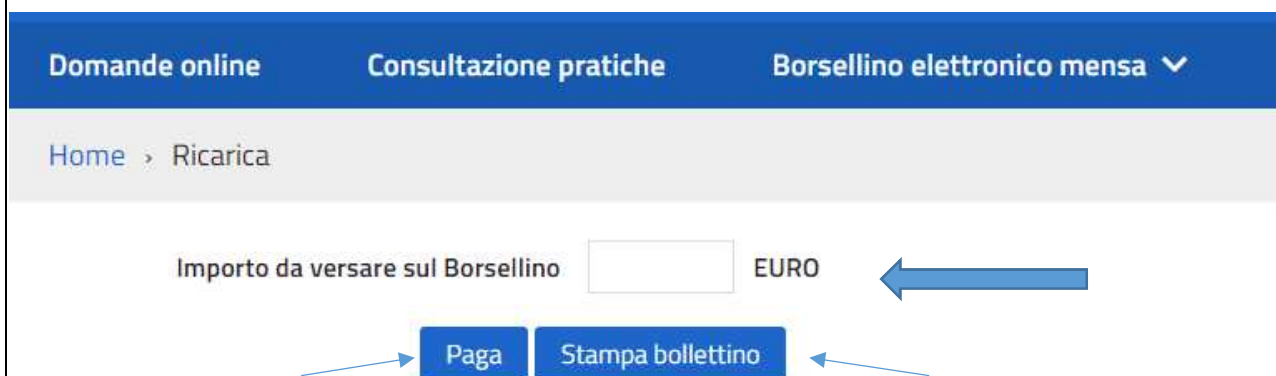 Domande online Consultazione pratiche Borsellino elettronico mensa
Home › Ricarica
Importo da versare sul Borsellino EURO
Paga Stampa bollettino